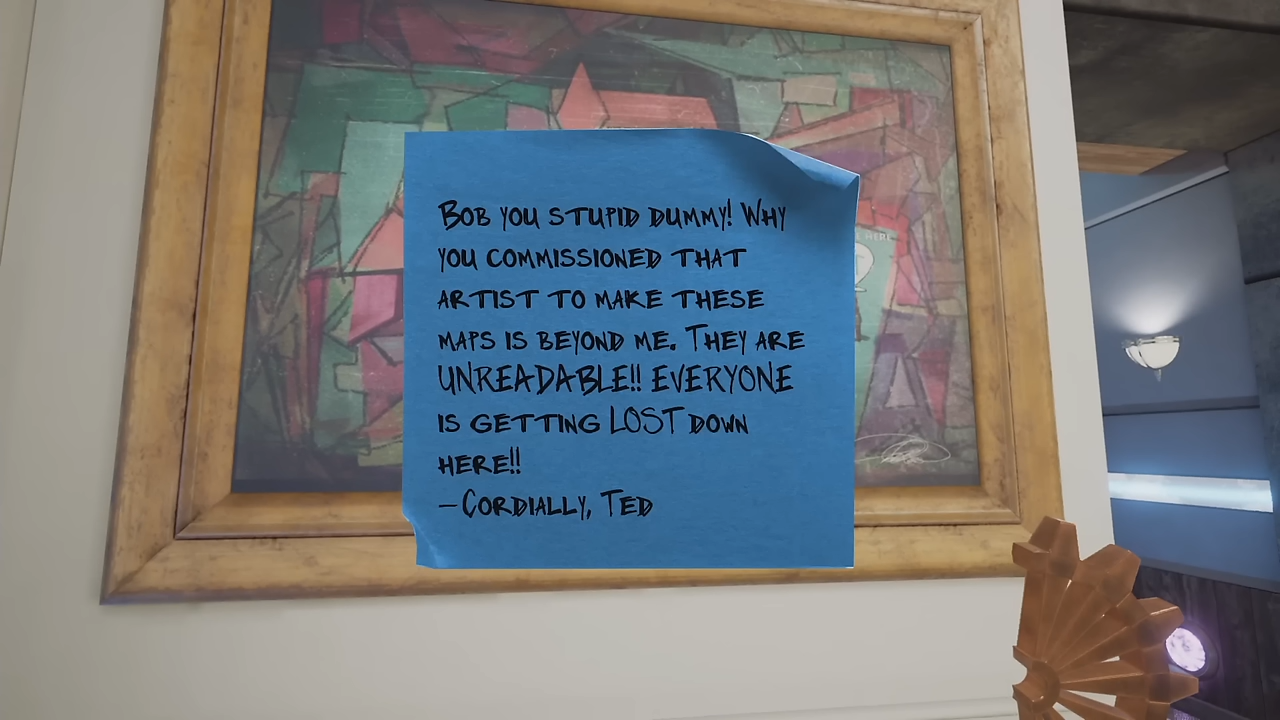 HERE
Bob you stupid dummy! Why
you commissioned that
artist to make these
maps is beyond me. They are
UNREADABLE!! EVERYONE
is getting LOST down
here!!
–Cordially, Ted